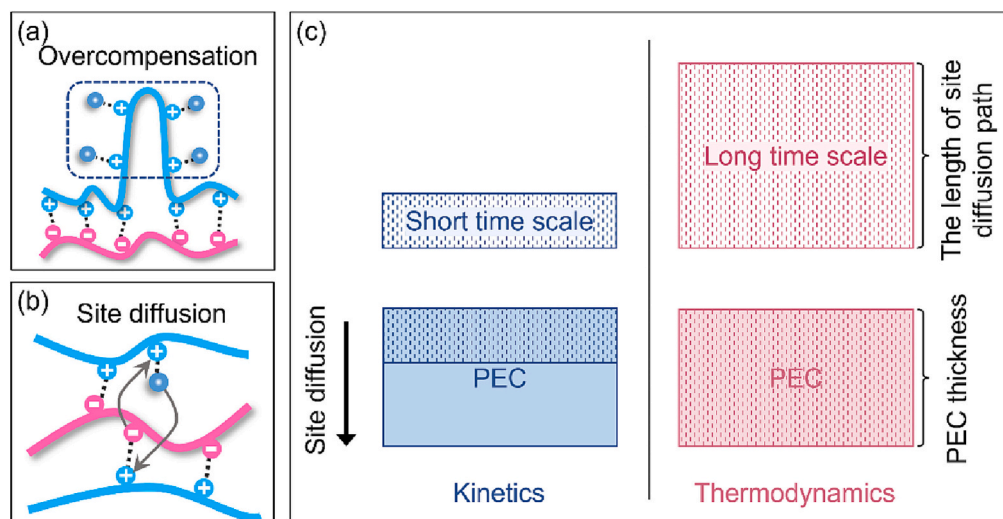 (a)
Overcompensation
+ + + +
+ + + + + +
- - - - -
(b)
Site diffusion
+ +
- - -
+ +
(c)
Short time scale
Long time scale
The length of site
diffusion path
Site diffusion
PEC
PEC
PEC thickness
Kinetics
Thermodynamics